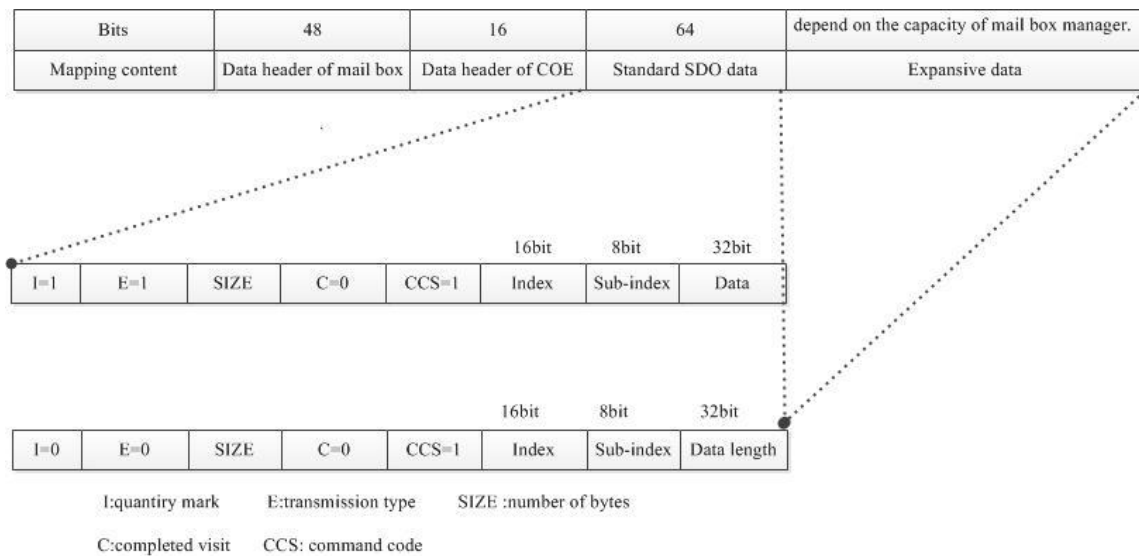 Bits 48 16 64 depend on the capacity of mail box manager.
Mapping content Data header of mail box Data header of COE Standard SDO data Expansive data
16bit 8bit 32bit
I=1 E=1 SIZE C=0 CCS=1 Index Sub-index Data
16bit 8bit 32bit
I=0 E=0 SIZE C=0 CCS=1 Index Sub-index Data length
I:quantiry mark E:transmission type SIZE :number of bytes
C:completed visit CCS: command code